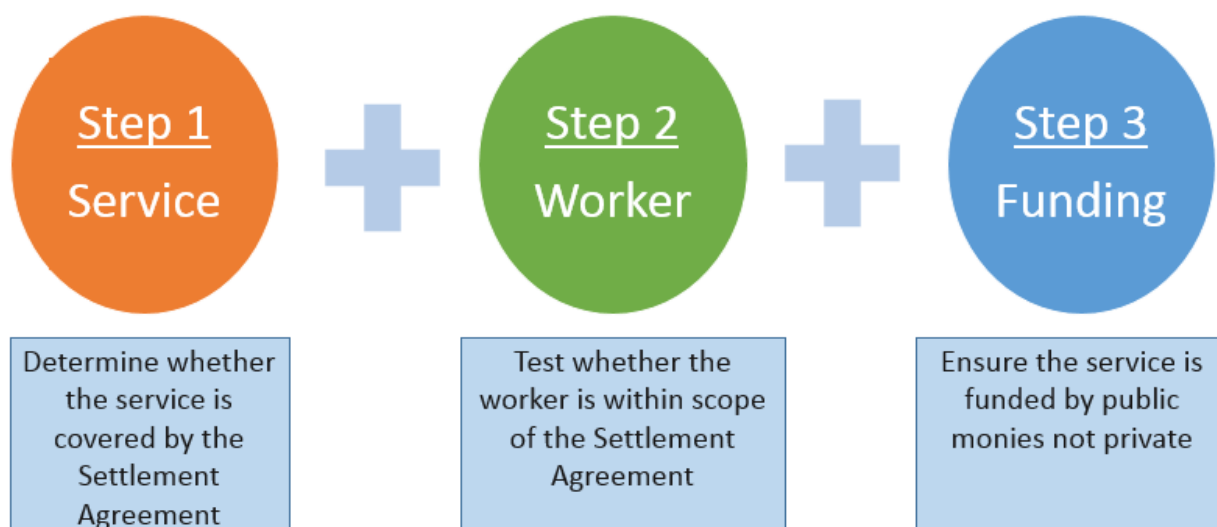 Step 1
Service
Step 2
Worker
Step 3
Funding
Determine whether
the service is
covered by the
Settlement
Agreement
Test whether the
worker is within scope
of the Settlement
Agreement
Ensure the service is
funded by public
monies not private